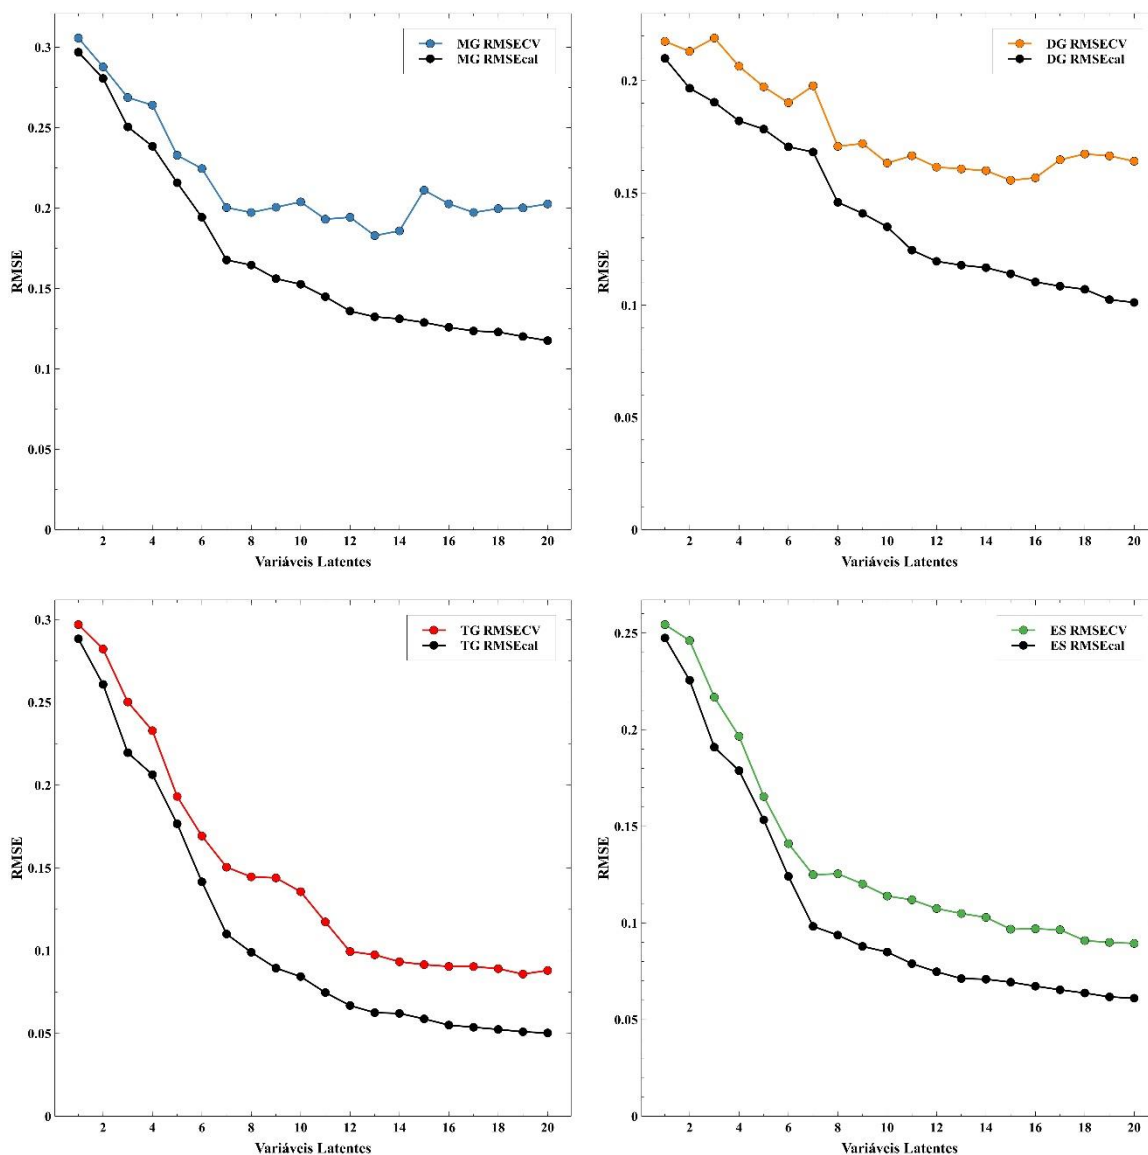 MG RMSECV
MG RMSEcal
0.3
0.25
0.2
0.15
0.1
0.05
0
RMSE
2 4 6 8 10 12 14 16 18 20
Variáveis Latentes
DG RMSECV
DG RMSEcal
0.2
0.15
0.1
0.05
0
RMSE
2 4 6 8 10 12 14 16 18 20
Variáveis Latentes
TG RMSECV
TG RMSEcal
0.3
0.25
0.2
0.15
0.1
0.05
0
RMSE
2 4 6 8 10 12 14 16 18 20
Variáveis Latentes
ES RMSECV
ES RMSEcal
0.25
0.2
0.15
0.1
0.05
0
RMSE
2 4 6 8 10 12 14 16 18 20
Variáveis Latentes